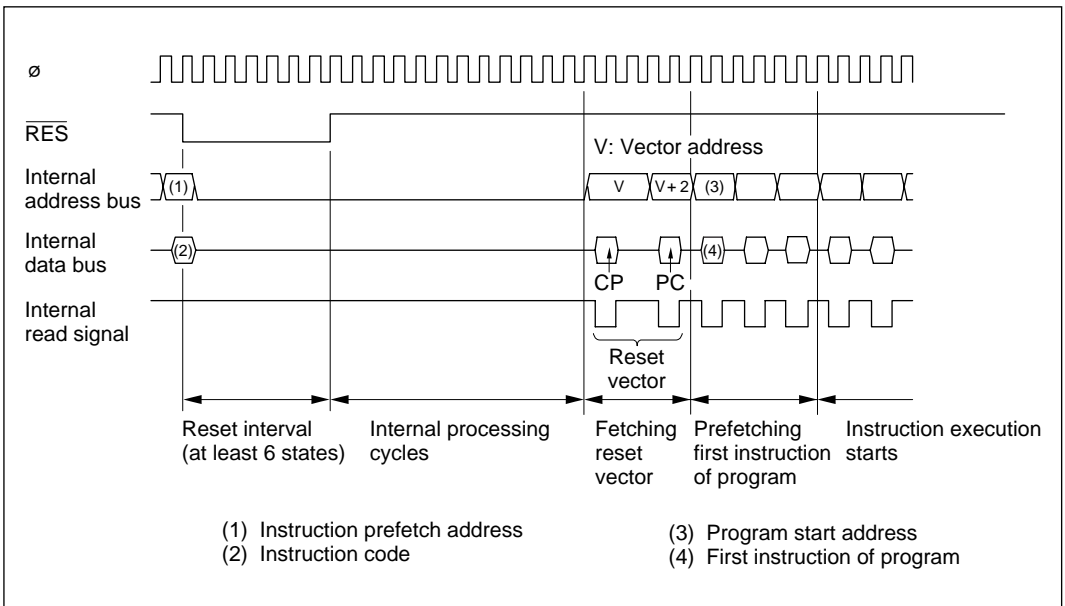 ø
RES
V: Vector address
Internal
address bus
(1)
V
V + 2
(3)
Internal
data bus
(2)
(4)
CP
PC
Internal
read signal
Reset
vector
Reset interval
(at least 6 states)
Internal processing
cycles
Fetching
reset
vector
Prefetching
first instruction
of program
Instruction execution
starts
(1) Instruction prefetch address
(2) Instruction code
(3) Program start address
(4) First instruction of program